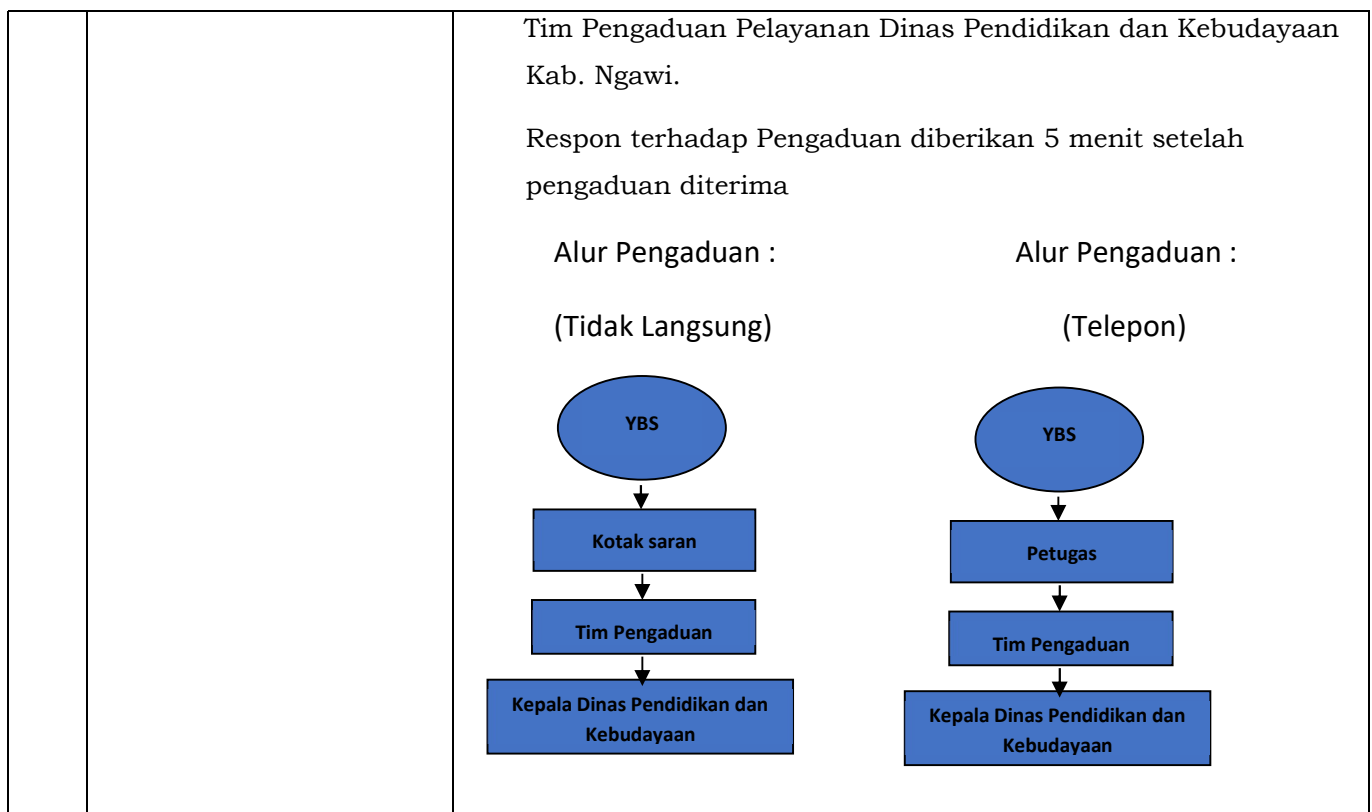 Tim Pengaduan Pelayanan Dinas Pendidikan dan Kebudayaan
Kab. Ngawi.
Respon terhadap Pengaduan diberikan 5 menit setelah
pengaduan diterima
Alur Pengaduan :
(Tidak Langsung)
YBS
Kotak saran
Tim Pengaduan
Kepala Dinas Pendidikan dan
Kebudayaan
Alur Pengaduan :
(Telepon)
YBS
Petugas
Tim Pengaduan
Kepala Dinas Pendidikan dan
Kebudayaan